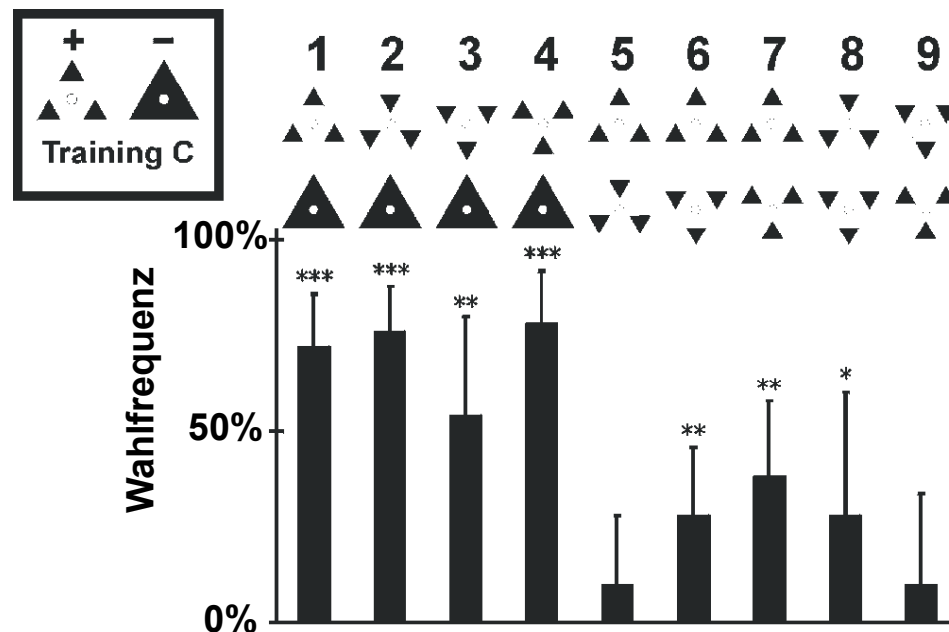 + −
Training C
1 2 3 4 5 6 7 8 9
100%
50%
0%
Wahlfrequenz
*** *** ** *** ** ** *